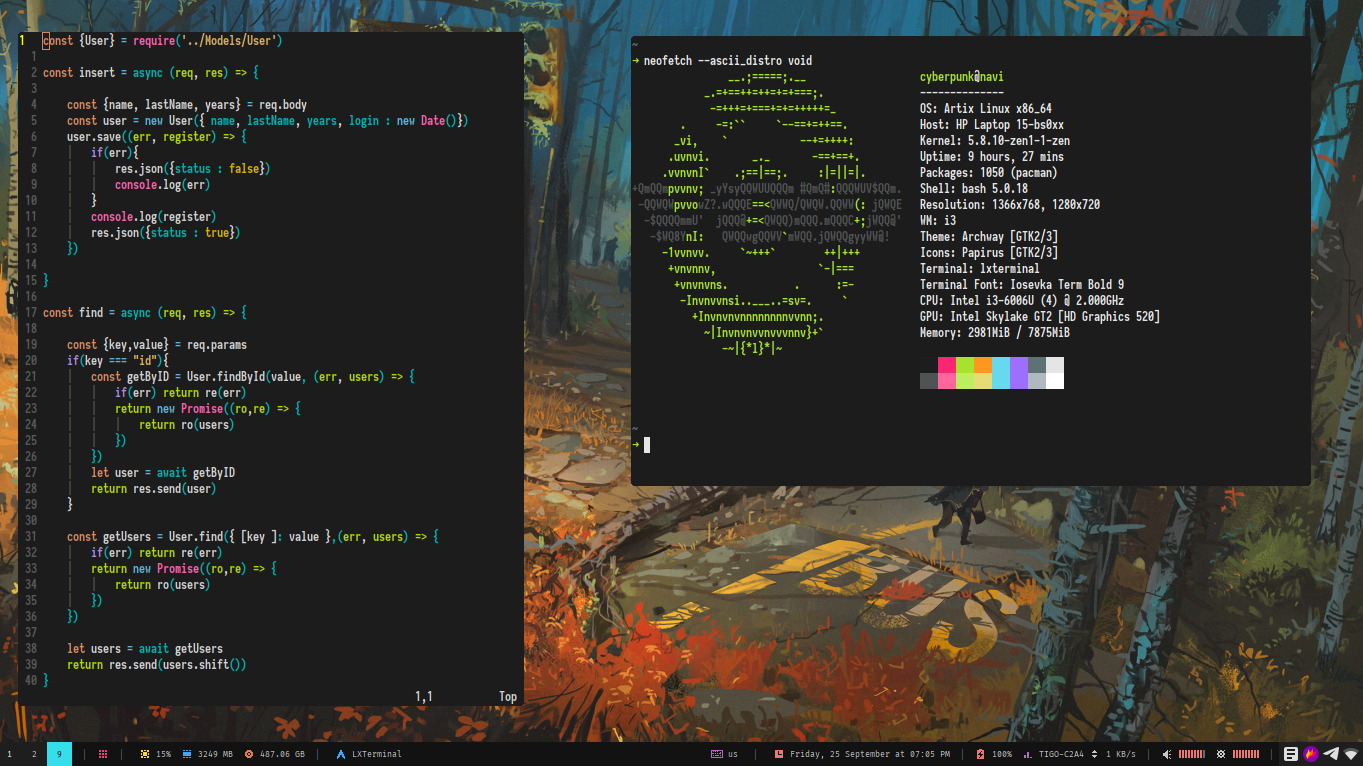 1 const {User} = require('../Models/User')
1
2 const insert = async (req, res) => {
3
4 const {name, lastName, years} = req.body
5 const user = new User({ name, lastName, years, login : new Date()})
6 user.save((err, register) => {
7 if(err){
8 res.json({status : false})
9 console.log(err)
10 }
11 console.log(register)
12 res.json({status : true})
13 })
14
15 }
16
17 const find = async (req, res) => {
18
19 const {key,value} = req.params
20 if(key === "id"){
21 const getByID = User.findById(value, (err, users) => {
22 if(err) return re(err)
23 return new Promise((ro,re) => {
24 return ro(users)
25 })
26 })
27 let user = await getByID
28 return res.send(user)
29 }
30
31 const getUsers = User.find({ [key ]: value },(err, users) => {
32 if(err) return re(err)
33 return new Promise((ro,re) => {
34 return ro(users)
35 })
36 })
37
38 let users = await getUsers
39 return res.send(users.shift())
40 }
1,1 Top
~
→ neofetch --ascii_distro void
cyberpunk@navi
--------------
OS: Artix Linux x86_64
Host: HP Laptop 15-bs0xx
Kernel: 5.8.10-zen1-1-zen
Uptime: 9 hours, 27 mins
Packages: 1050 (pacman)
Shell: bash 5.0.18
Resolution: 1366x768, 1280x720
WM: i3
Theme: Archway [GTK2/3]
Icons: Papirus [GTK2/3]
Terminal: lxterminal
Terminal Font: Iosevka Term Bold 9
CPU: Intel i3-6006U (4) @ 2.000GHz
GPU: Intel Skylake GT2 [HD Graphics 520]
Memory: 2981MiB / 7875MiB
~
→
BUS
1 2 9 15% 3249 MB 487.06 GB LXTerminal us Friday, 25 September at 07:05 PM 100% TIGO-C2A4 1 KB/s